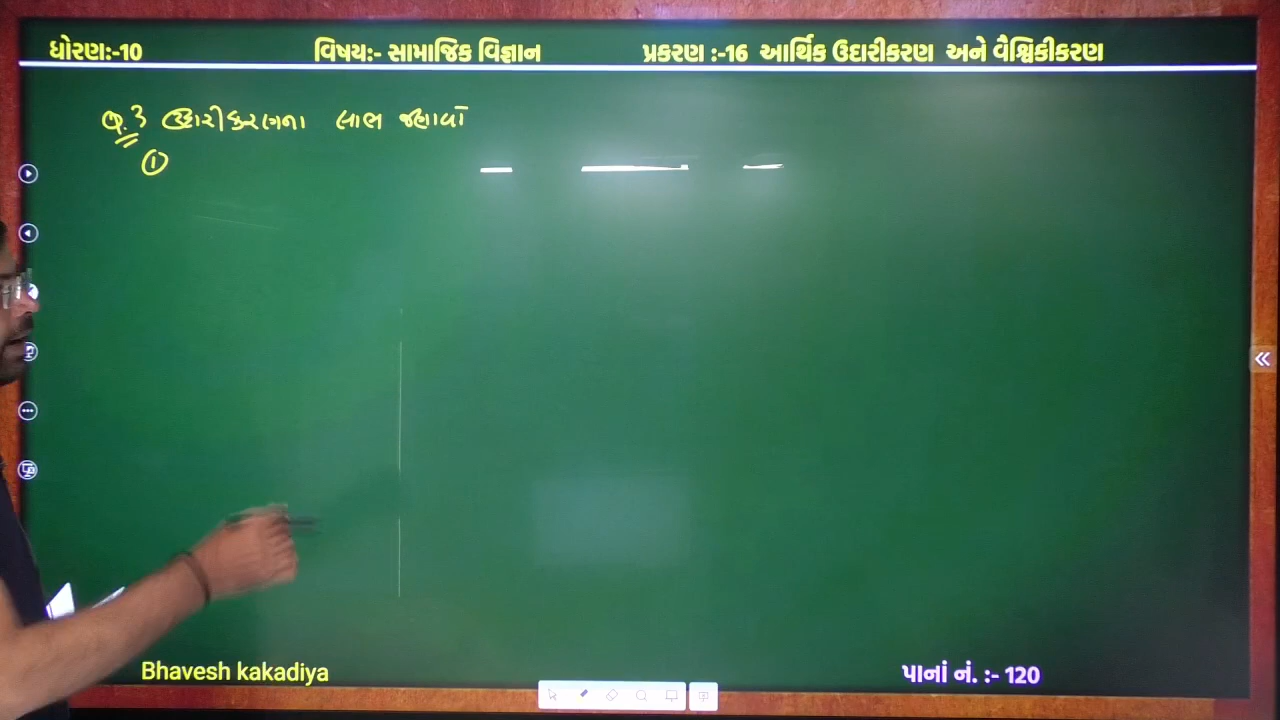 ધોરણ:-10 વિષય:- સામાજિક વિજ્ઞાન પ્રકરણ :-16 આર્થિક ઉદારીકરણ અને વૈશ્વિકીકરણ
Q.3 ઉદારીકરણના લાભ જણાવો
①
Bhavesh kakadiya પાનાં નં. :- 120